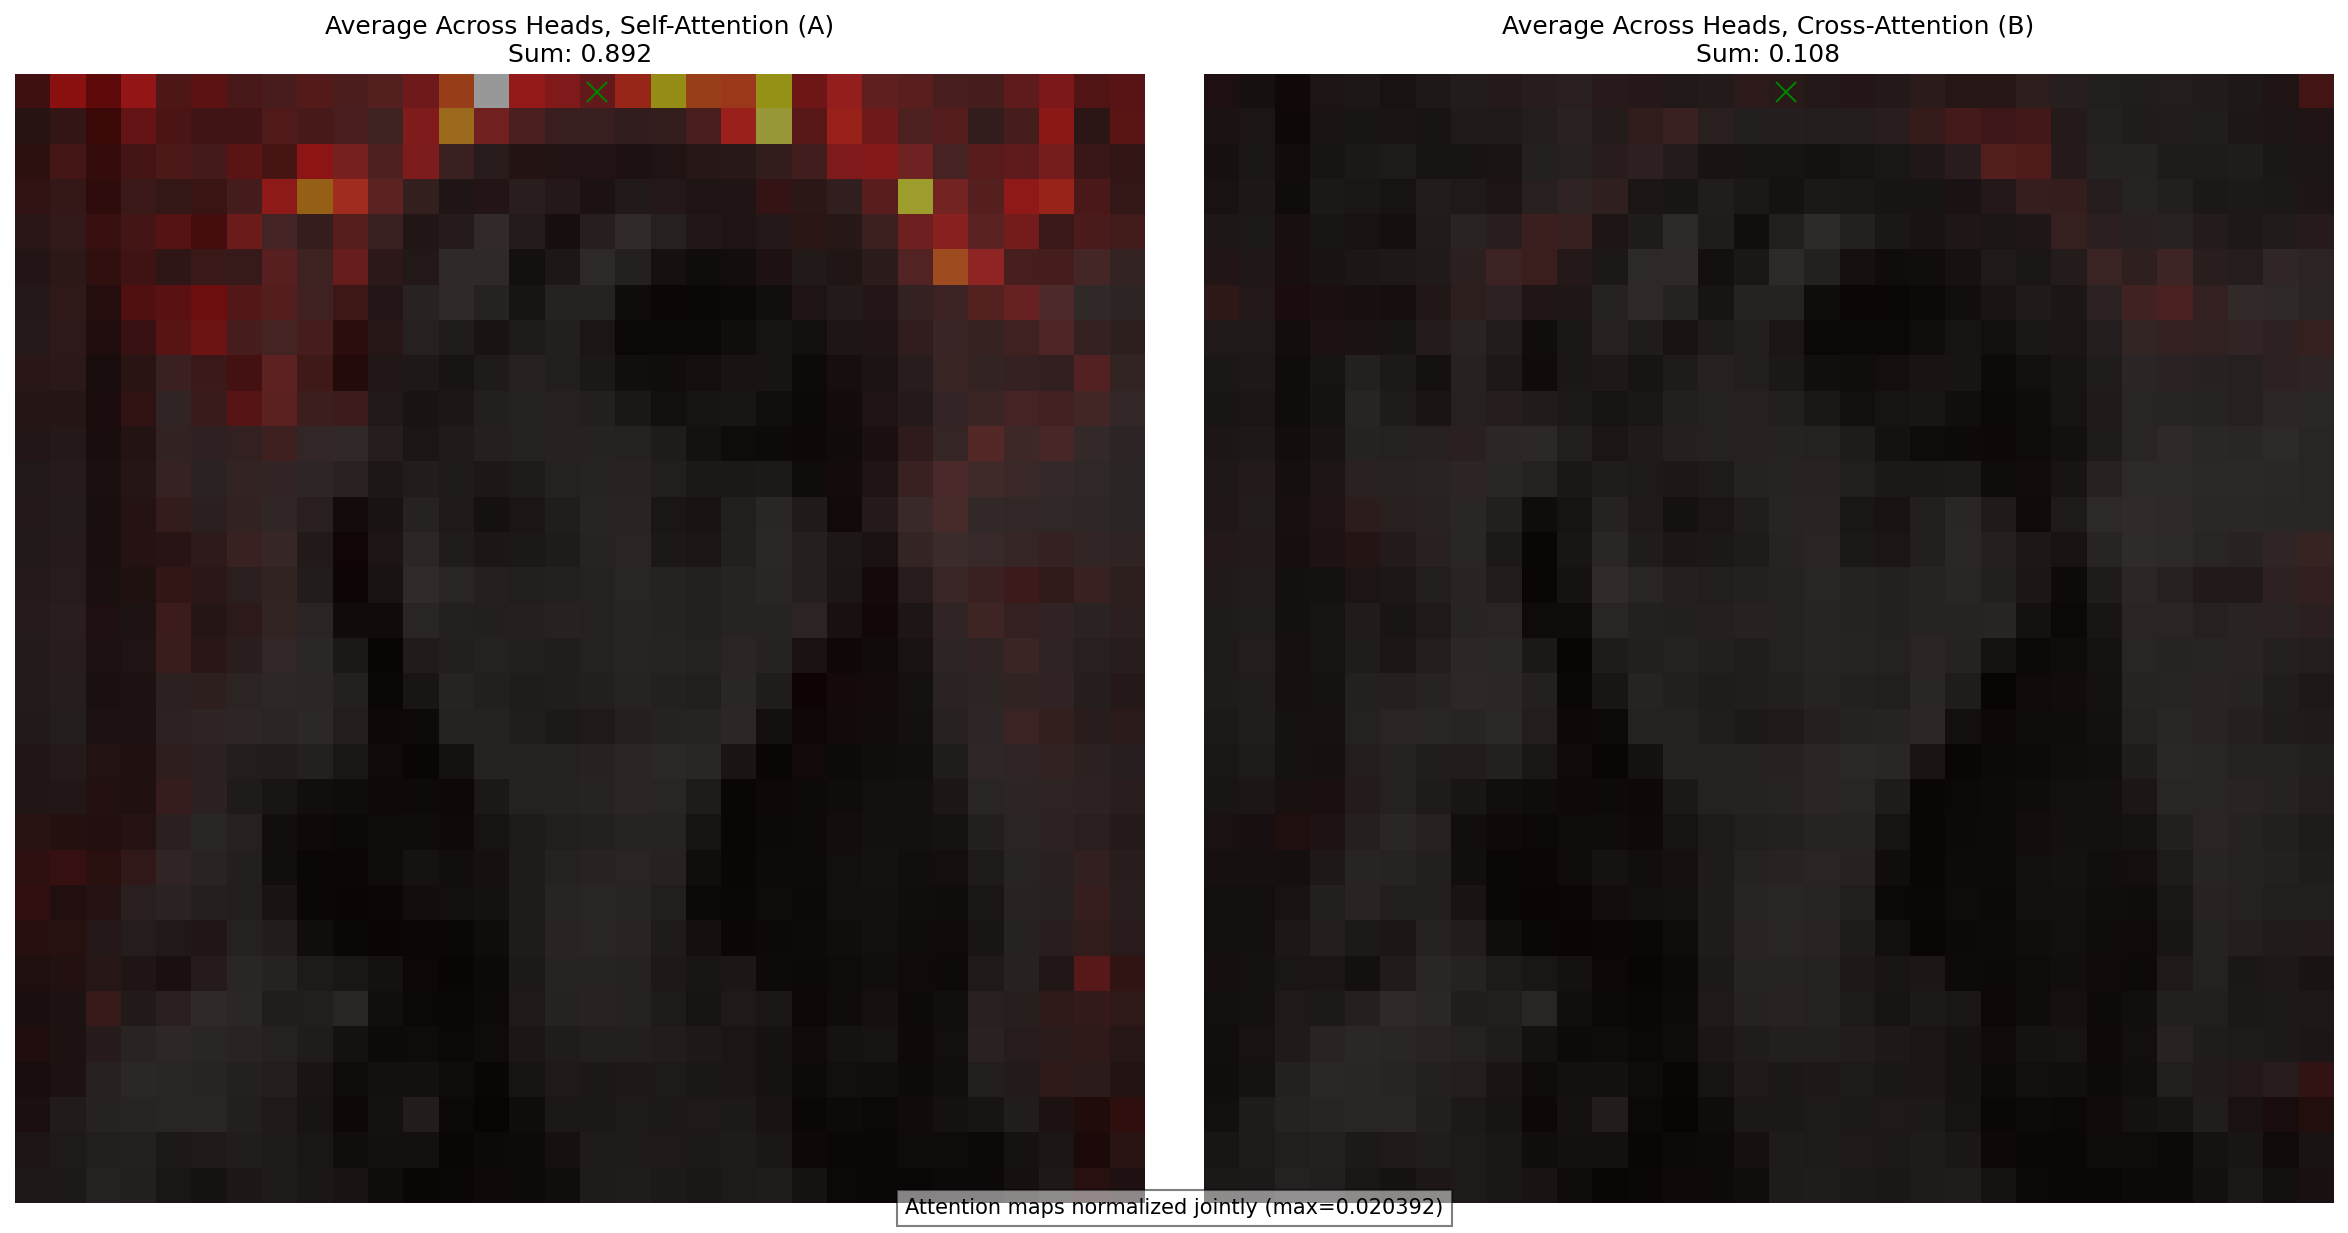 Average Across Heads, Self-Attention (A)
Sum: 0.892
Average Across Heads, Cross-Attention (B)
Sum: 0.108
Attention maps normalized jointly (max=0.020392)